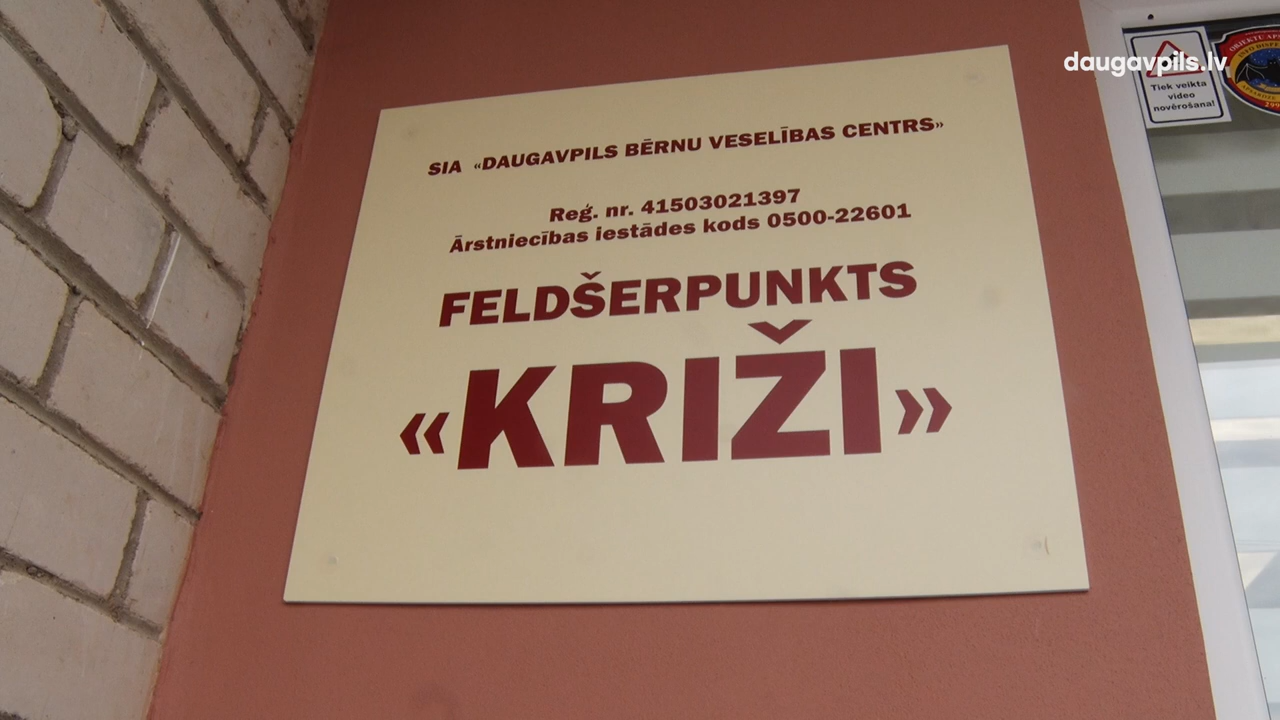 daugavpils.lv
Tiek veikta
video
novērošana!
SIA «DAUGAVPILS BĒRNU VESELĪBAS CENTRS»
Reģ. nr. 41503021397
Ārstniecības iestādes kods 0500-22601
FELDŠERPUNKTS
«KRIŽI»